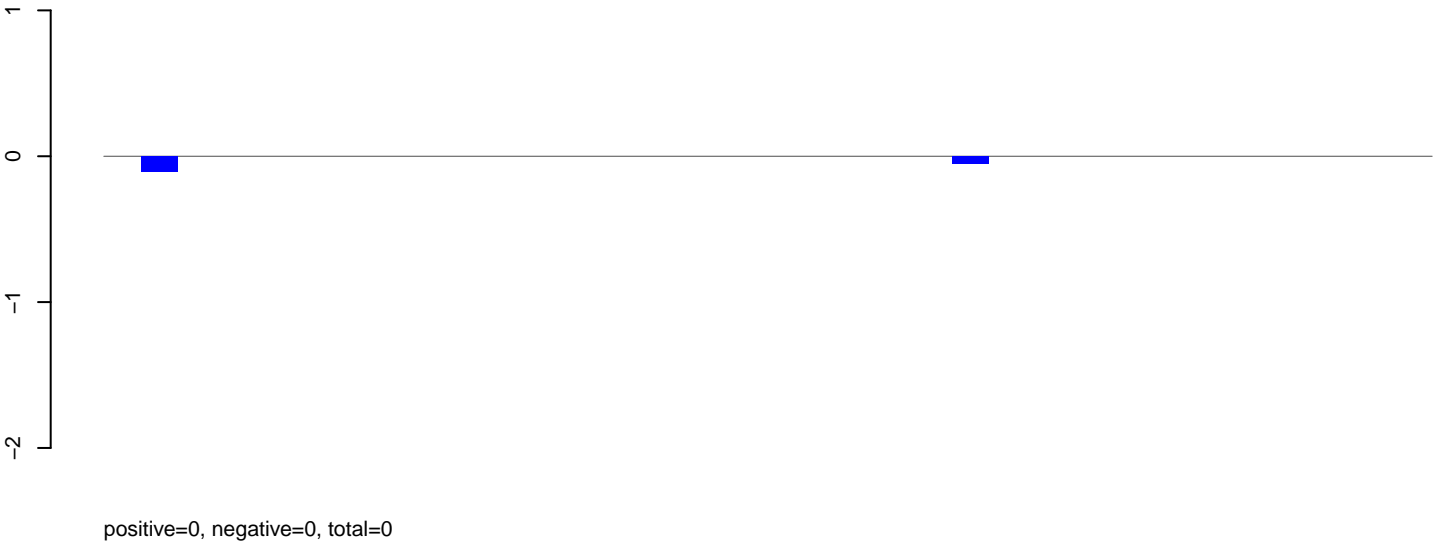 1
0
−1
−2
positive=0, negative=0, total=0